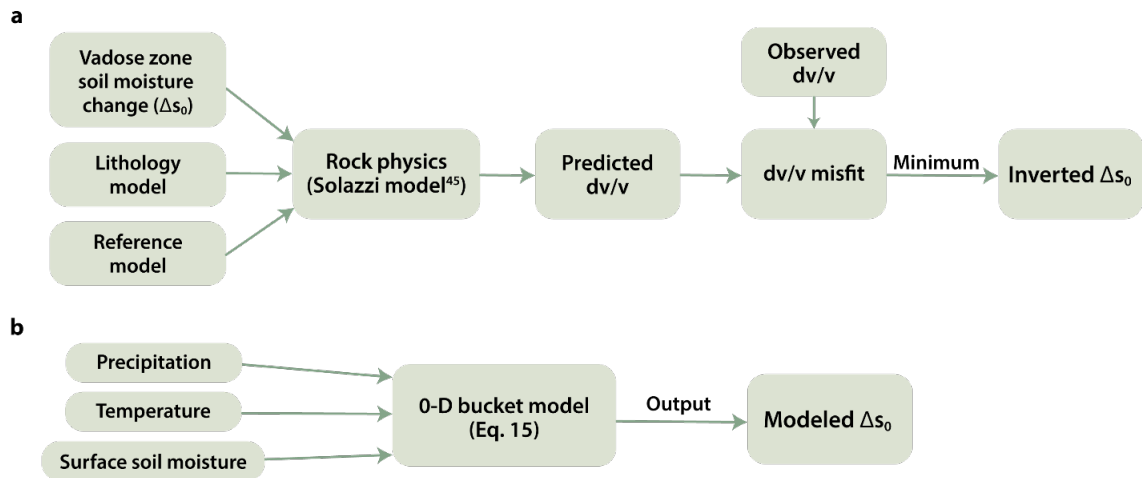 a
Vadose zone
soil moisture
change (Δs₀)
Lithology
model
Reference
model
Rock physics
(Solazzi model⁴⁵)
Predicted
dv/v
Observed
dv/v
dv/v misfit
Minimum
Inverted Δs₀
b
Precipitation
Temperature
Surface soil moisture
0-D bucket model
(Eq. 15)
Output
Modeled Δs₀